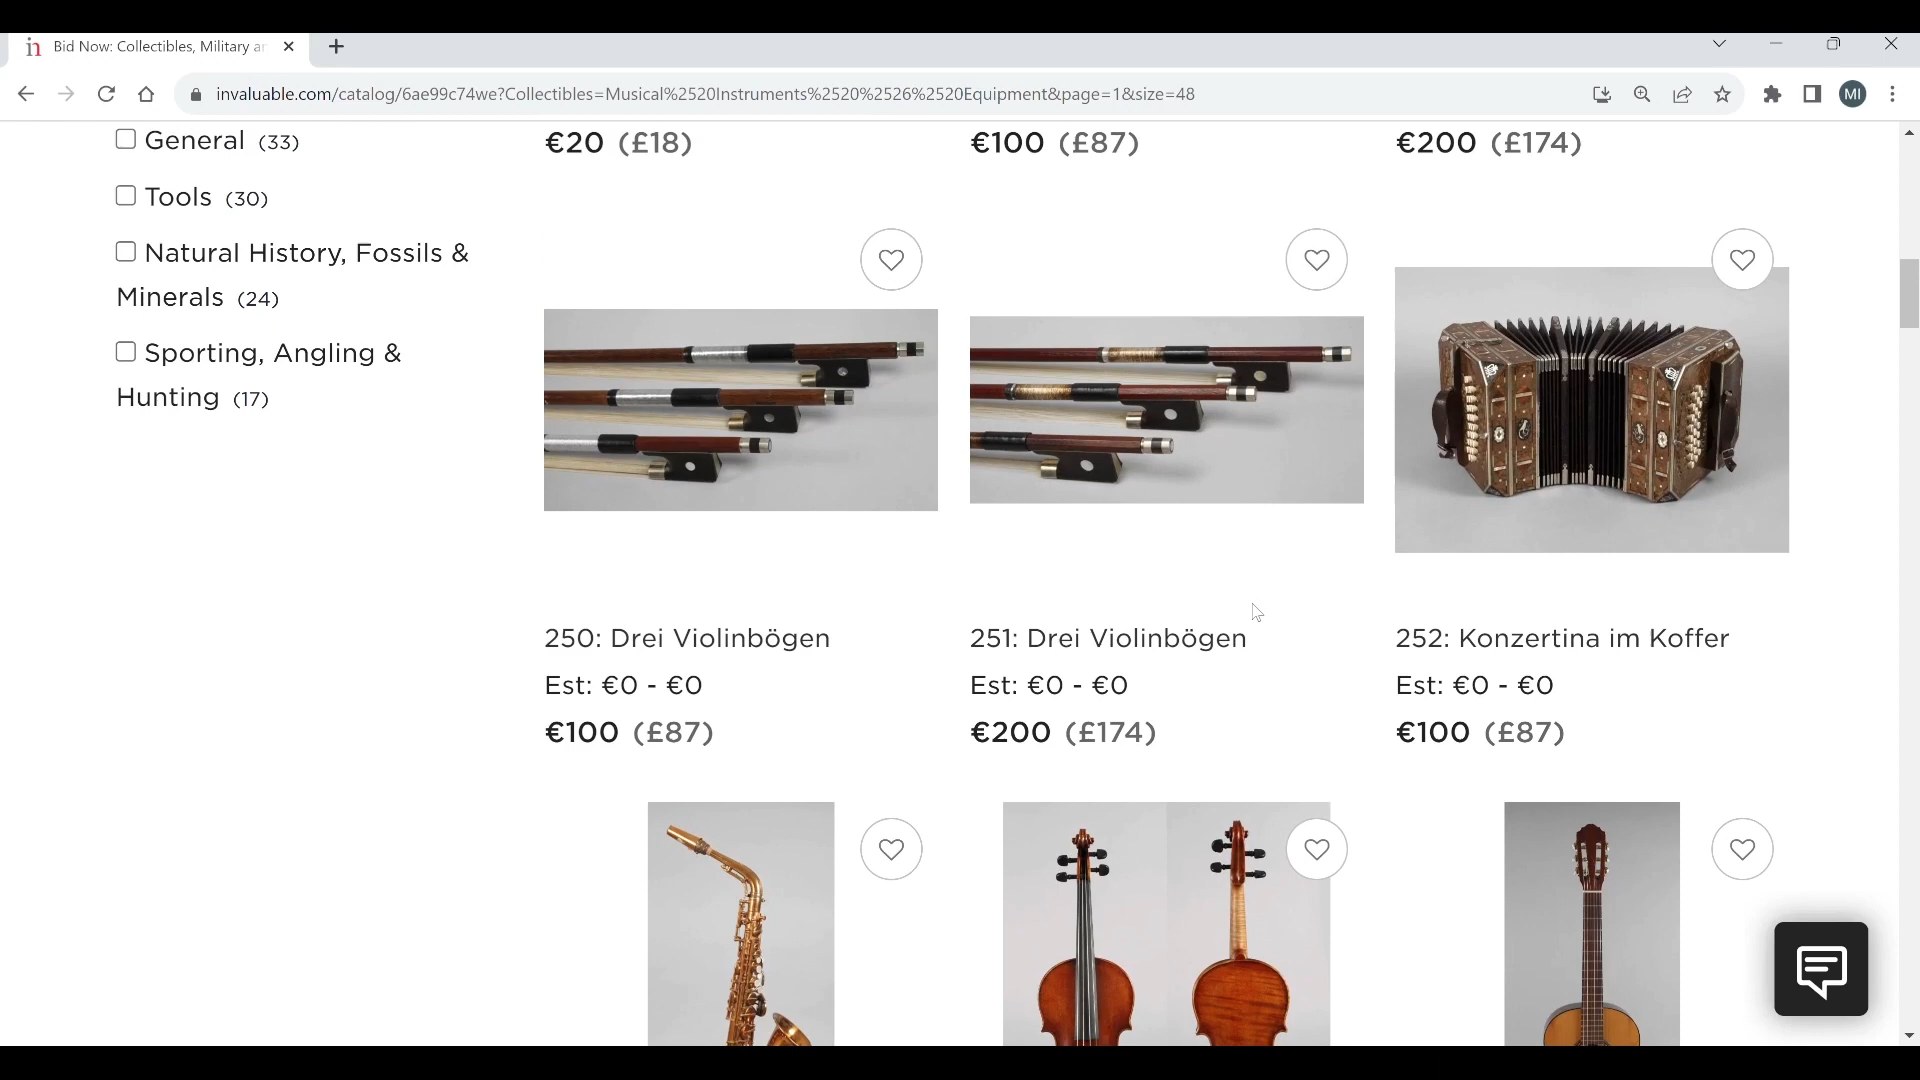 in Bid Now: Collectibles, Military ar
invaluable.com/catalog/6ae99c74we?Collectibles=Musical%2520Instruments%2520%2526%2520Equipment&page=1&size=48
MI
General (33)
Tools (30)
Natural History, Fossils &
Minerals (24)
Sporting, Angling &
Hunting (17)
€20 (£18)
€100 (£87)
€200 (£174)
250: Drei Violinbögen
Est: €0 - €0
€100 (£87)
251: Drei Violinbögen
Est: €0 - €0
€200 (£174)
252: Konzertina im Koffer
Est: €0 - €0
€100 (£87)